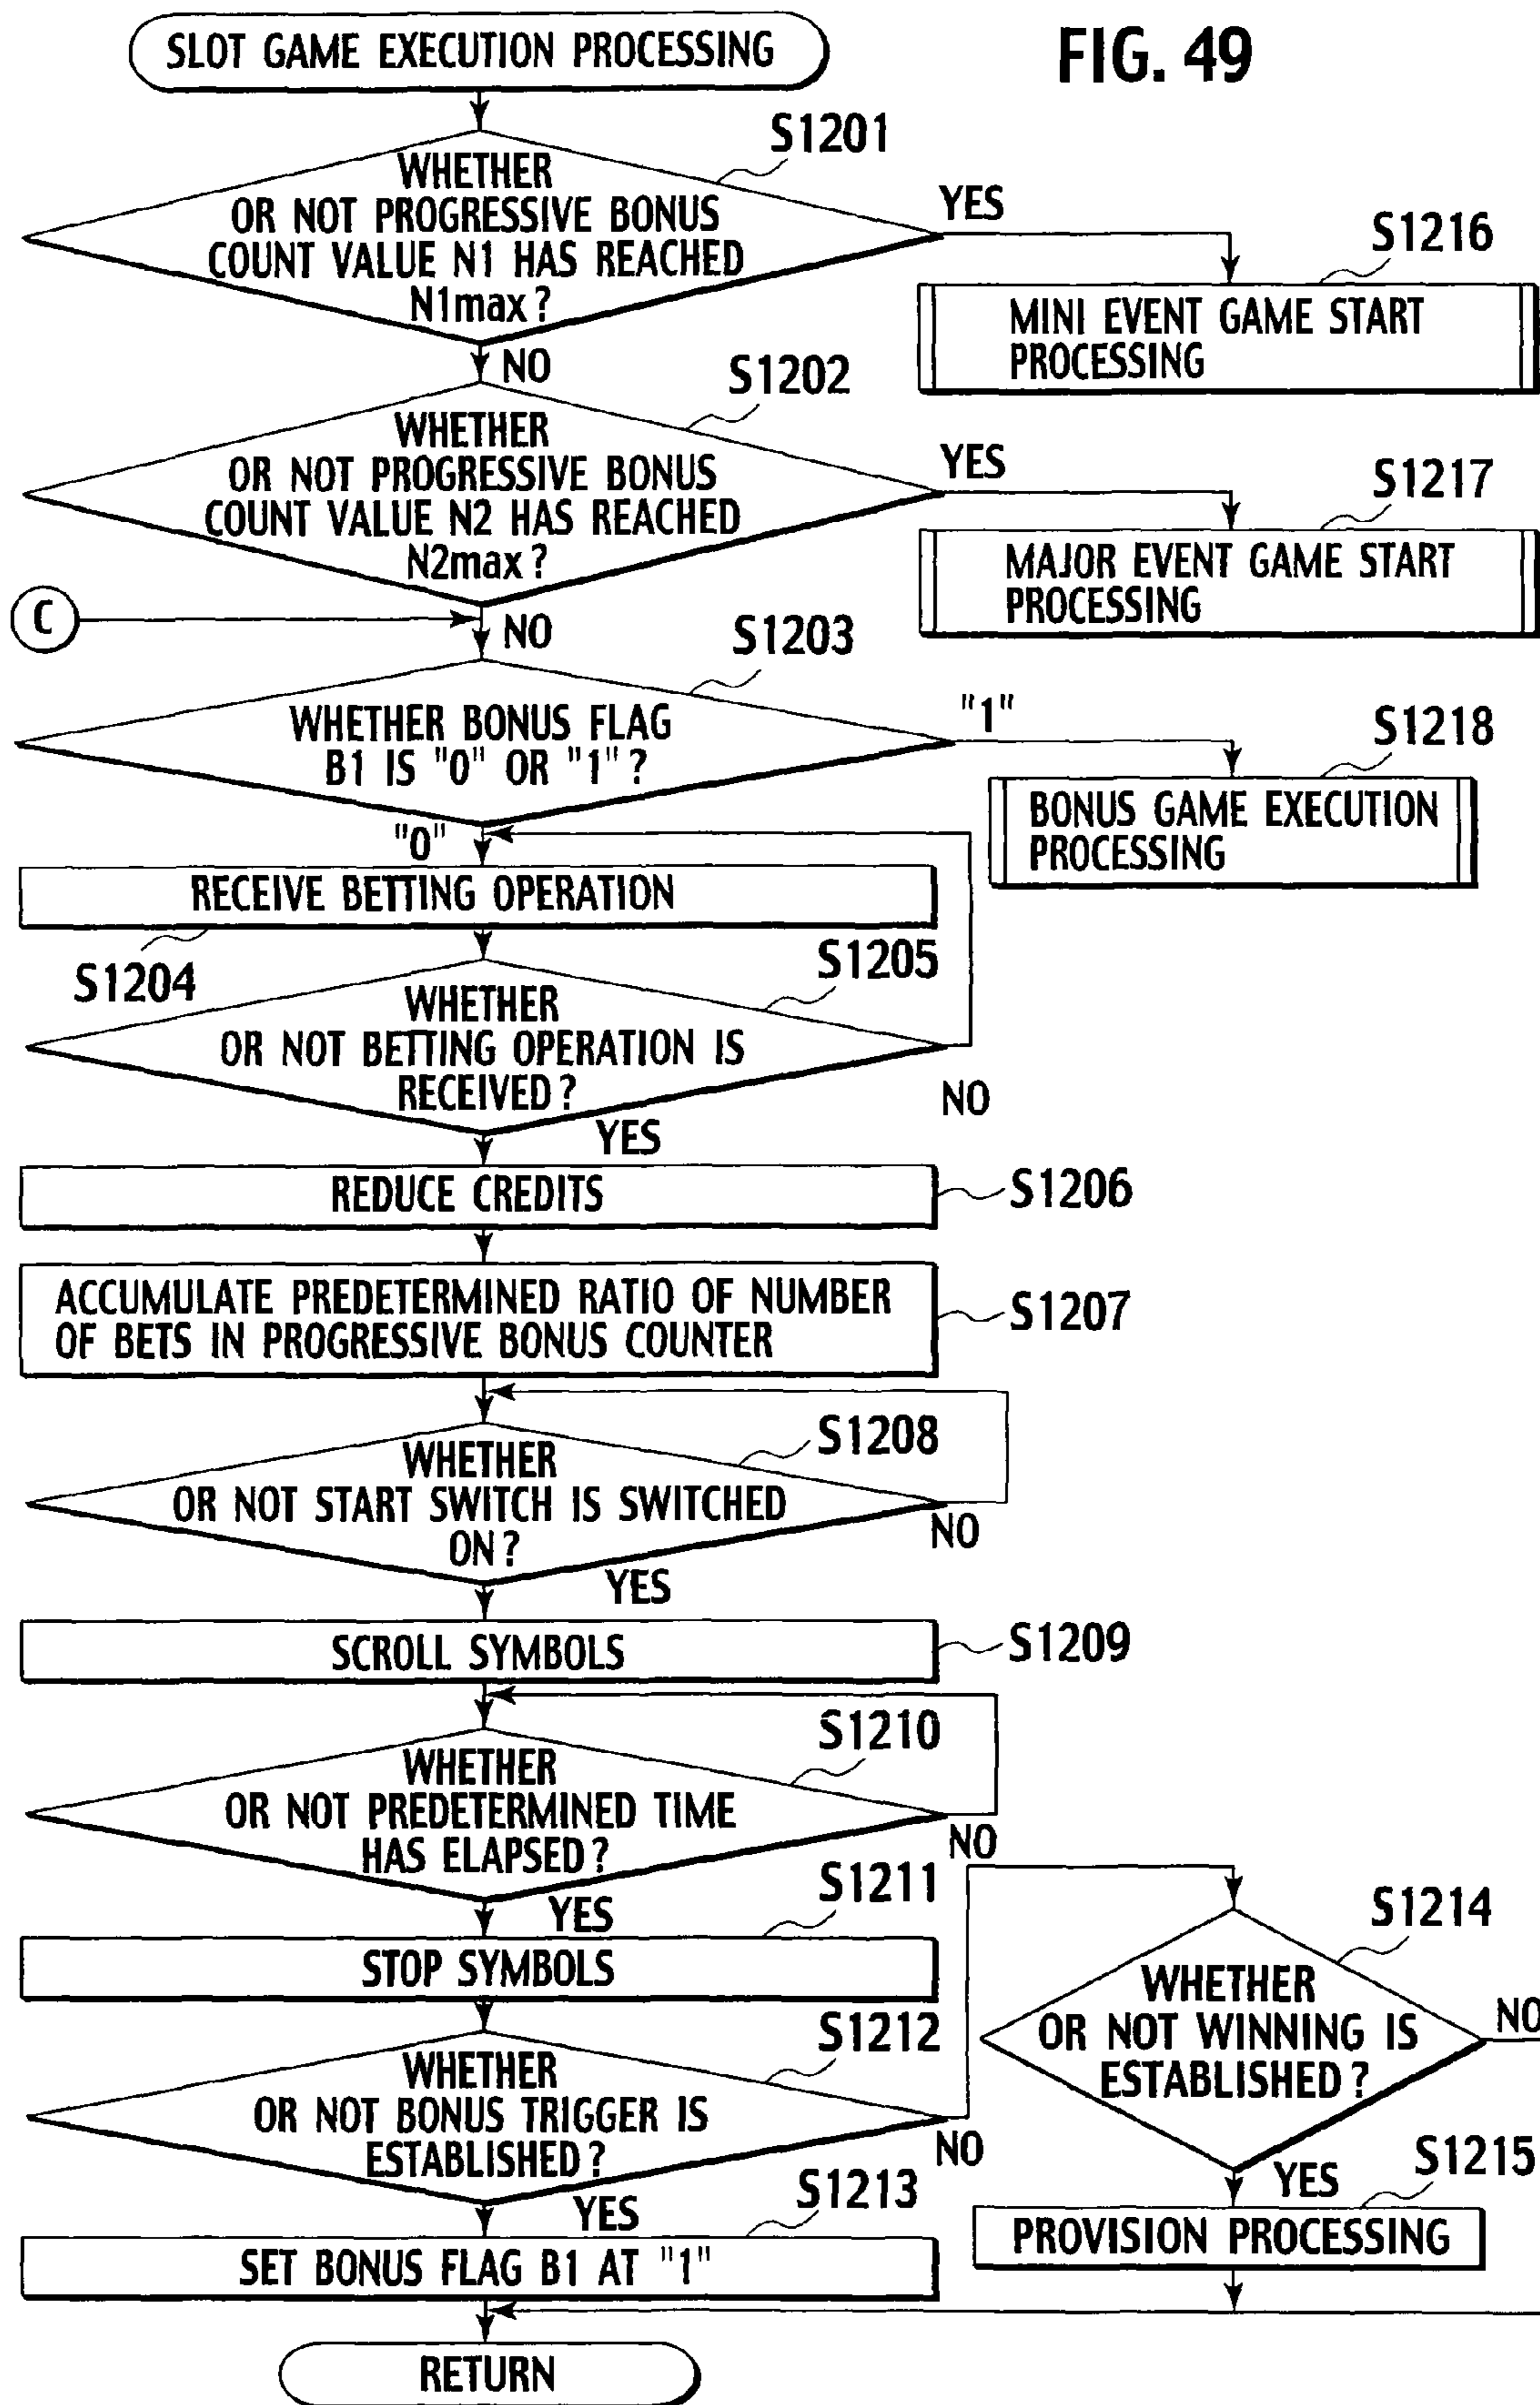 SLOT GAME EXECUTION PROCESSING
FIG. 49
S1201
WHETHER
OR NOT PROGRESSIVE BONUS
COUNT VALUE N1 HAS REACHED
N1max?
YES
S1216
MINI EVENT GAME START
PROCESSING
NO
S1202
WHETHER
OR NOT PROGRESSIVE BONUS
COUNT VALUE N2 HAS REACHED
N2max?
YES
S1217
MAJOR EVENT GAME START
PROCESSING
C
NO
S1203
WHETHER BONUS FLAG
B1 IS "0" OR "1"?
"1"
S1218
BONUS GAME EXECUTION
PROCESSING
"0"
RECEIVE BETTING OPERATION
S1204
S1205
WHETHER
OR NOT BETTING OPERATION IS
RECEIVED?
NO
YES
REDUCE CREDITS
S1206
ACCUMULATE PREDETERMINED RATIO OF NUMBER
OF BETS IN PROGRESSIVE BONUS COUNTER
S1207
S1208
WHETHER
OR NOT START SWITCH IS SWITCHED
ON?
NO
YES
SCROLL SYMBOLS
S1209
S1210
WHETHER
OR NOT PREDETERMINED TIME
HAS ELAPSED?
NO
YES
S1211
STOP SYMBOLS
S1212
WHETHER
OR NOT BONUS TRIGGER IS
ESTABLISHED?
NO
YES
S1213
SET BONUS FLAG B1 AT "1"
S1214
WHETHER
OR NOT WINNING IS
ESTABLISHED?
NO
YES
S1215
PROVISION PROCESSING
RETURN